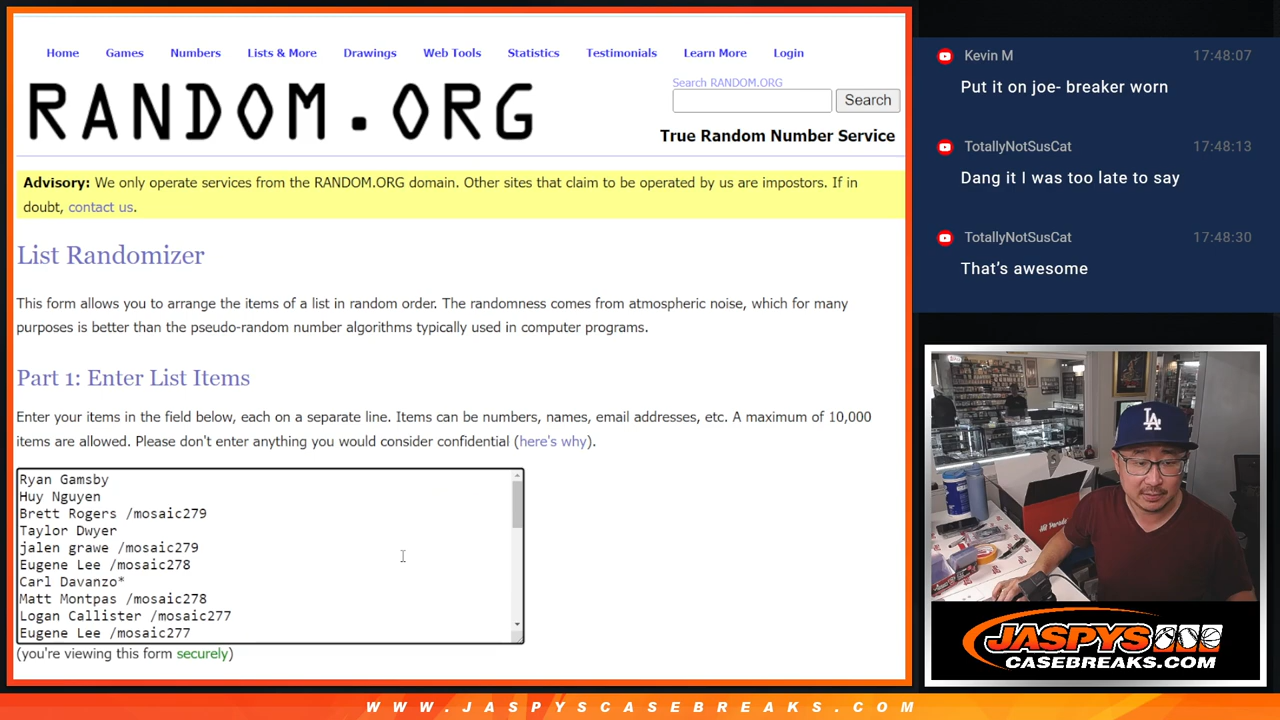 Home Games Numbers Lists & More Drawings Web Tools Statistics Testimonials Learn More Login
RANDOM.ORG
Search RANDOM.ORG
Search
True Random Number Service
Advisory: We only operate services from the RANDOM.ORG domain. Other sites that claim to be operated by us are impostors. If in
doubt, contact us.
List Randomizer
This form allows you to arrange the items of a list in random order. The randomness comes from atmospheric noise, which for many
purposes is better than the pseudo-random number algorithms typically used in computer programs.
Part 1: Enter List Items
Enter your items in the field below, each on a separate line. Items can be numbers, names, email addresses, etc. A maximum of 10,000
items are allowed. Please don't enter anything you would consider confidential (here's why).
Ryan Gamsby
Huy Nguyen
Brett Rogers /mosaic279
Taylor Dwyer
jalen grawe /mosaic279
Eugene Lee /mosaic278
Carl Davanzo*
Matt Montpas /mosaic278
Logan Callister /mosaic277
Eugene Lee /mosaic277
(you're viewing this form securely)
Kevin M 17:48:07
Put it on joe- breaker worn
TotallyNotSusCat 17:48:13
Dang it I was too late to say
TotallyNotSusCat 17:48:30
That's awesome
LA
Hit Parade
JASPYS
CASEBREAKS.COM
WWW.JASPYSCASEBREAKS.COM